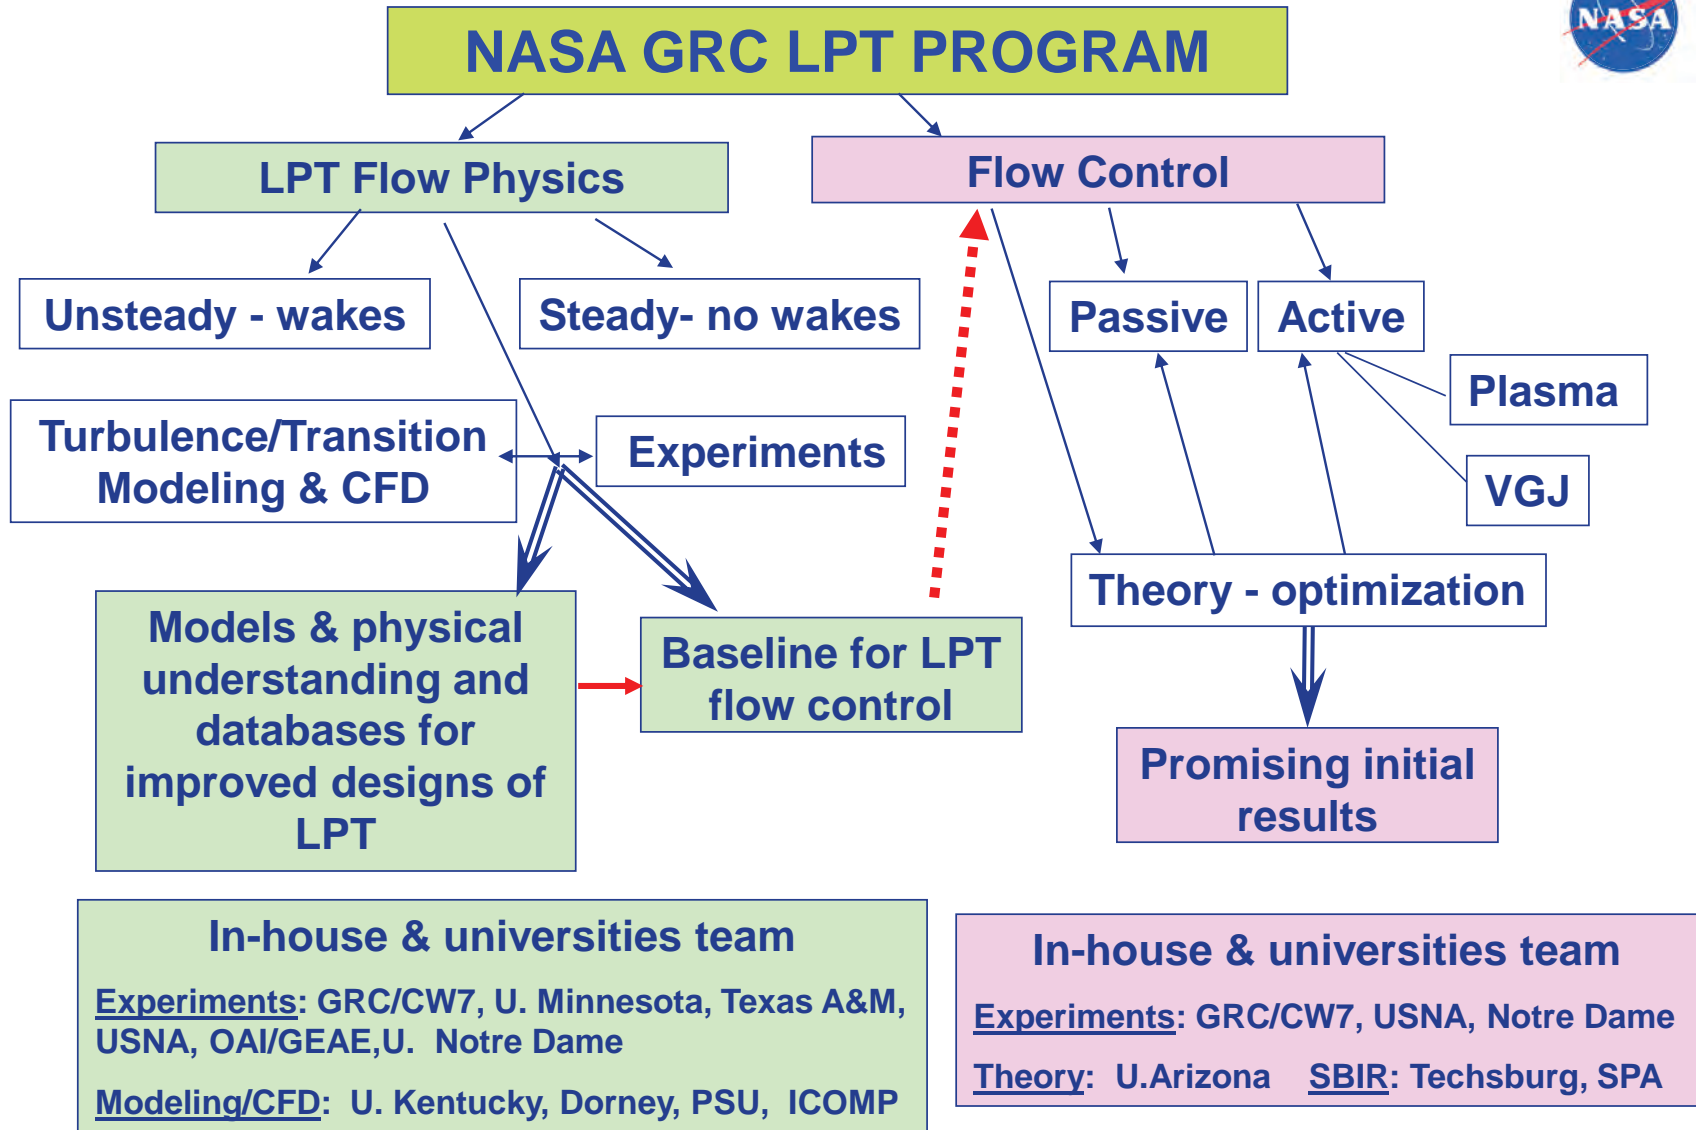 NASA GRC LPT PROGRAM
NASA
LPT Flow Physics
Flow Control
Unsteady - wakes
Steady- no wakes
Passive
Active
Plasma
VGJ
Turbulence/Transition
Modeling & CFD
Experiments
Theory - optimization
Models & physical
understanding and
databases for
improved designs of
LPT
Baseline for LPT
flow control
Promising initial
results
In-house & universities team
Experiments: GRC/CW7, U. Minnesota, Texas A&M,
USNA, OAI/GEAE,U. Notre Dame
Modeling/CFD: U. Kentucky, Dorney, PSU, ICOMP
In-house & universities team
Experiments: GRC/CW7, USNA, Notre Dame
Theory: U.Arizona SBIR: Techsburg, SPA